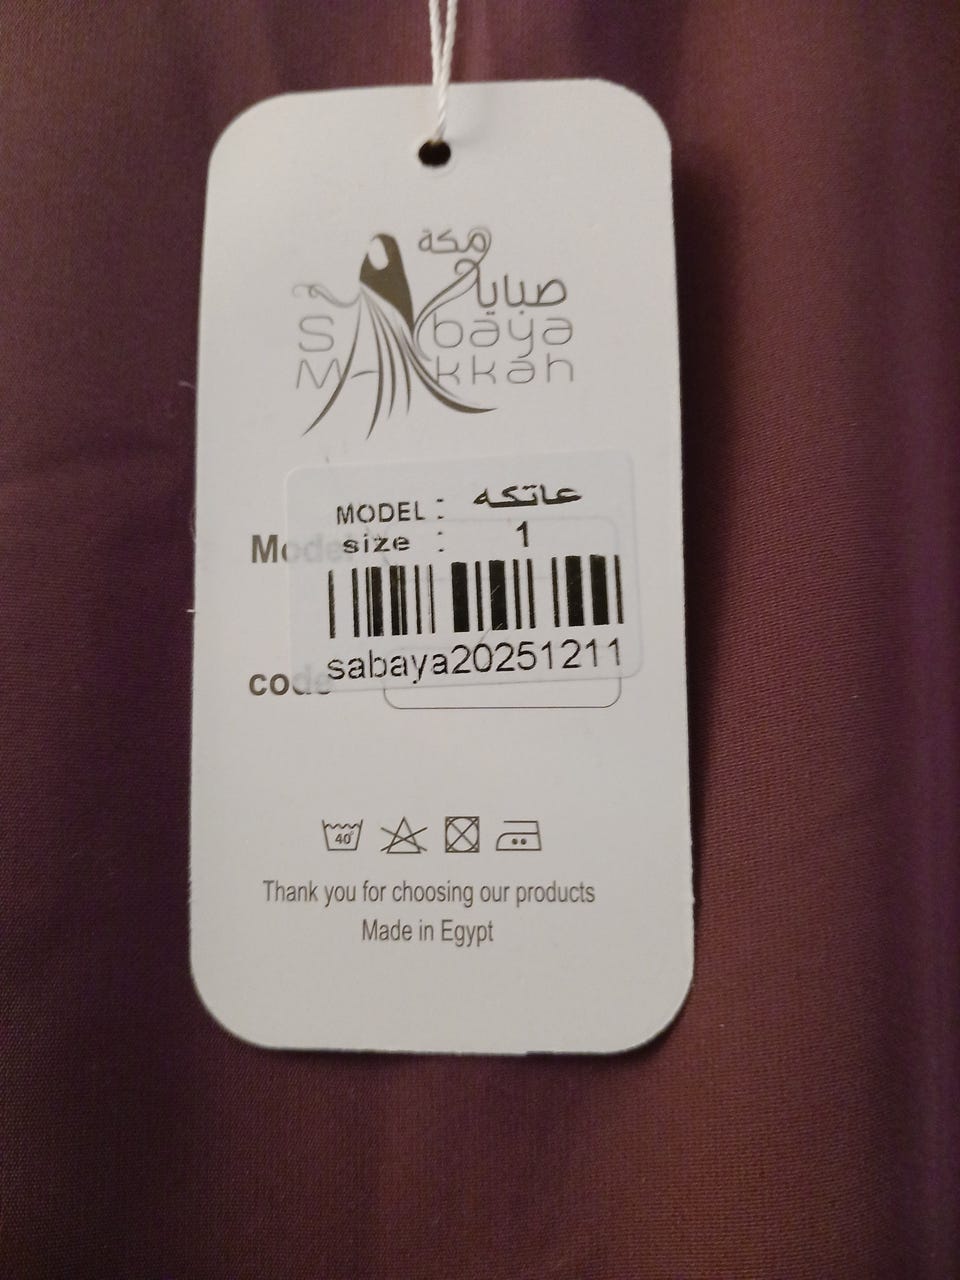 مكة
صبايا
Sabaya
Makkah
MODEL : عاتكه
Model
size : 1
sabaya20251211
code
40°
Thank you for choosing our products
Made in Egypt